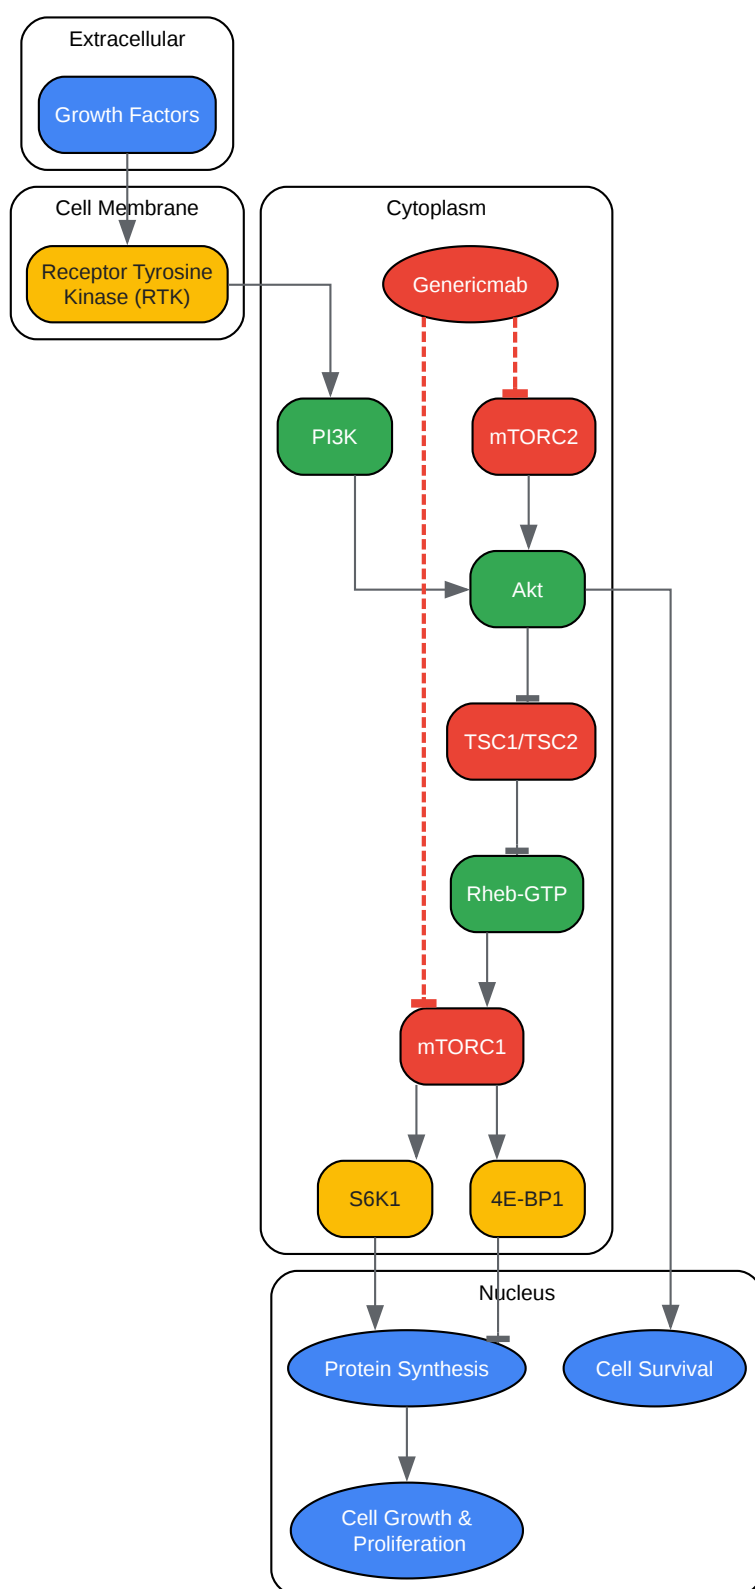 Extracellular
Growth Factors
Cell Membrane
Receptor Tyrosine
Kinase (RTK)
Cytoplasm
Genericmab
PI3K
mTORC2
Akt
TSC1/TSC2
Rheb-GTP
mTORC1
S6K1
4E-BP1
Nucleus
Protein Synthesis
Cell Survival
Cell Growth &
Proliferation